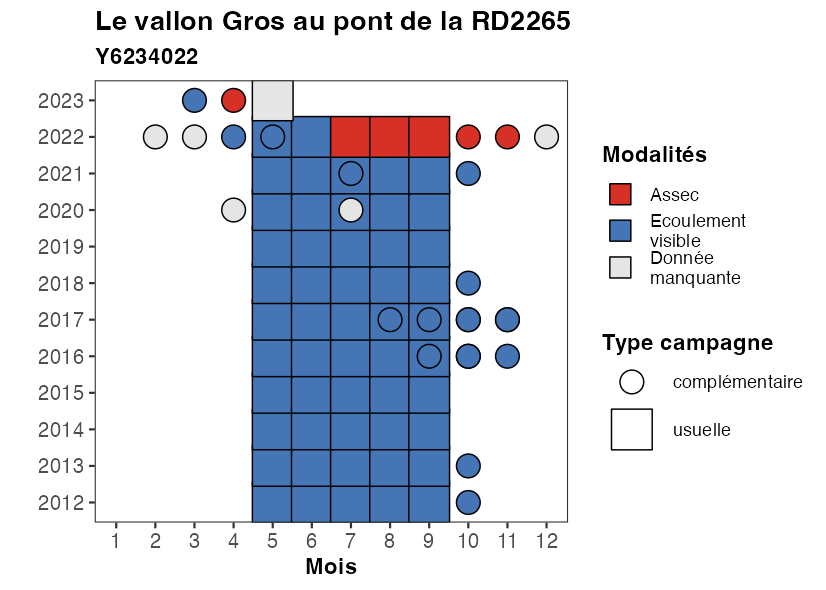 Le vallon Gros au pont de la RD2265
Y6234022
2023
2022
2021
2020
2019
2018
2017
2016
2015
2014
2013
2012
1 2 3 4 5 6 7 8 9 10 11 12
Mois
Modalités
Assec
Ecoulement
visible
Donnée
manquante
Type campagne
complémentaire
usuelle